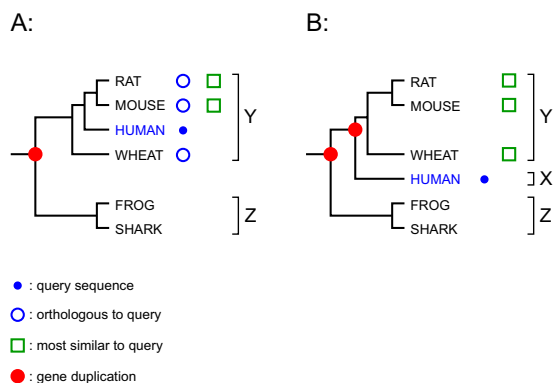 A:
RAT
MOUSE
HUMAN
WHEAT
FROG
SHARK
Y
Z
B:
RAT
MOUSE
WHEAT
HUMAN
FROG
SHARK
Y
X
Z
: query sequence
: orthologous to query
: most similar to query
: gene duplication